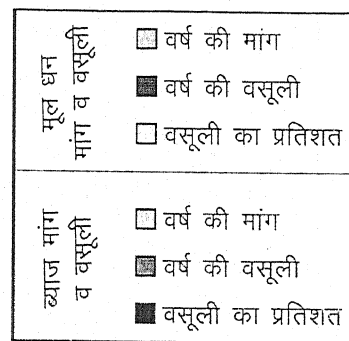 मूल धन
मांग व वसूली
वर्ष की मांग
वर्ष की वसूली
वसूली का प्रतिशत
ब्याज मांग
व वसूली
वर्ष की मांग
वर्ष की वसूली
वसूली का प्रतिशत